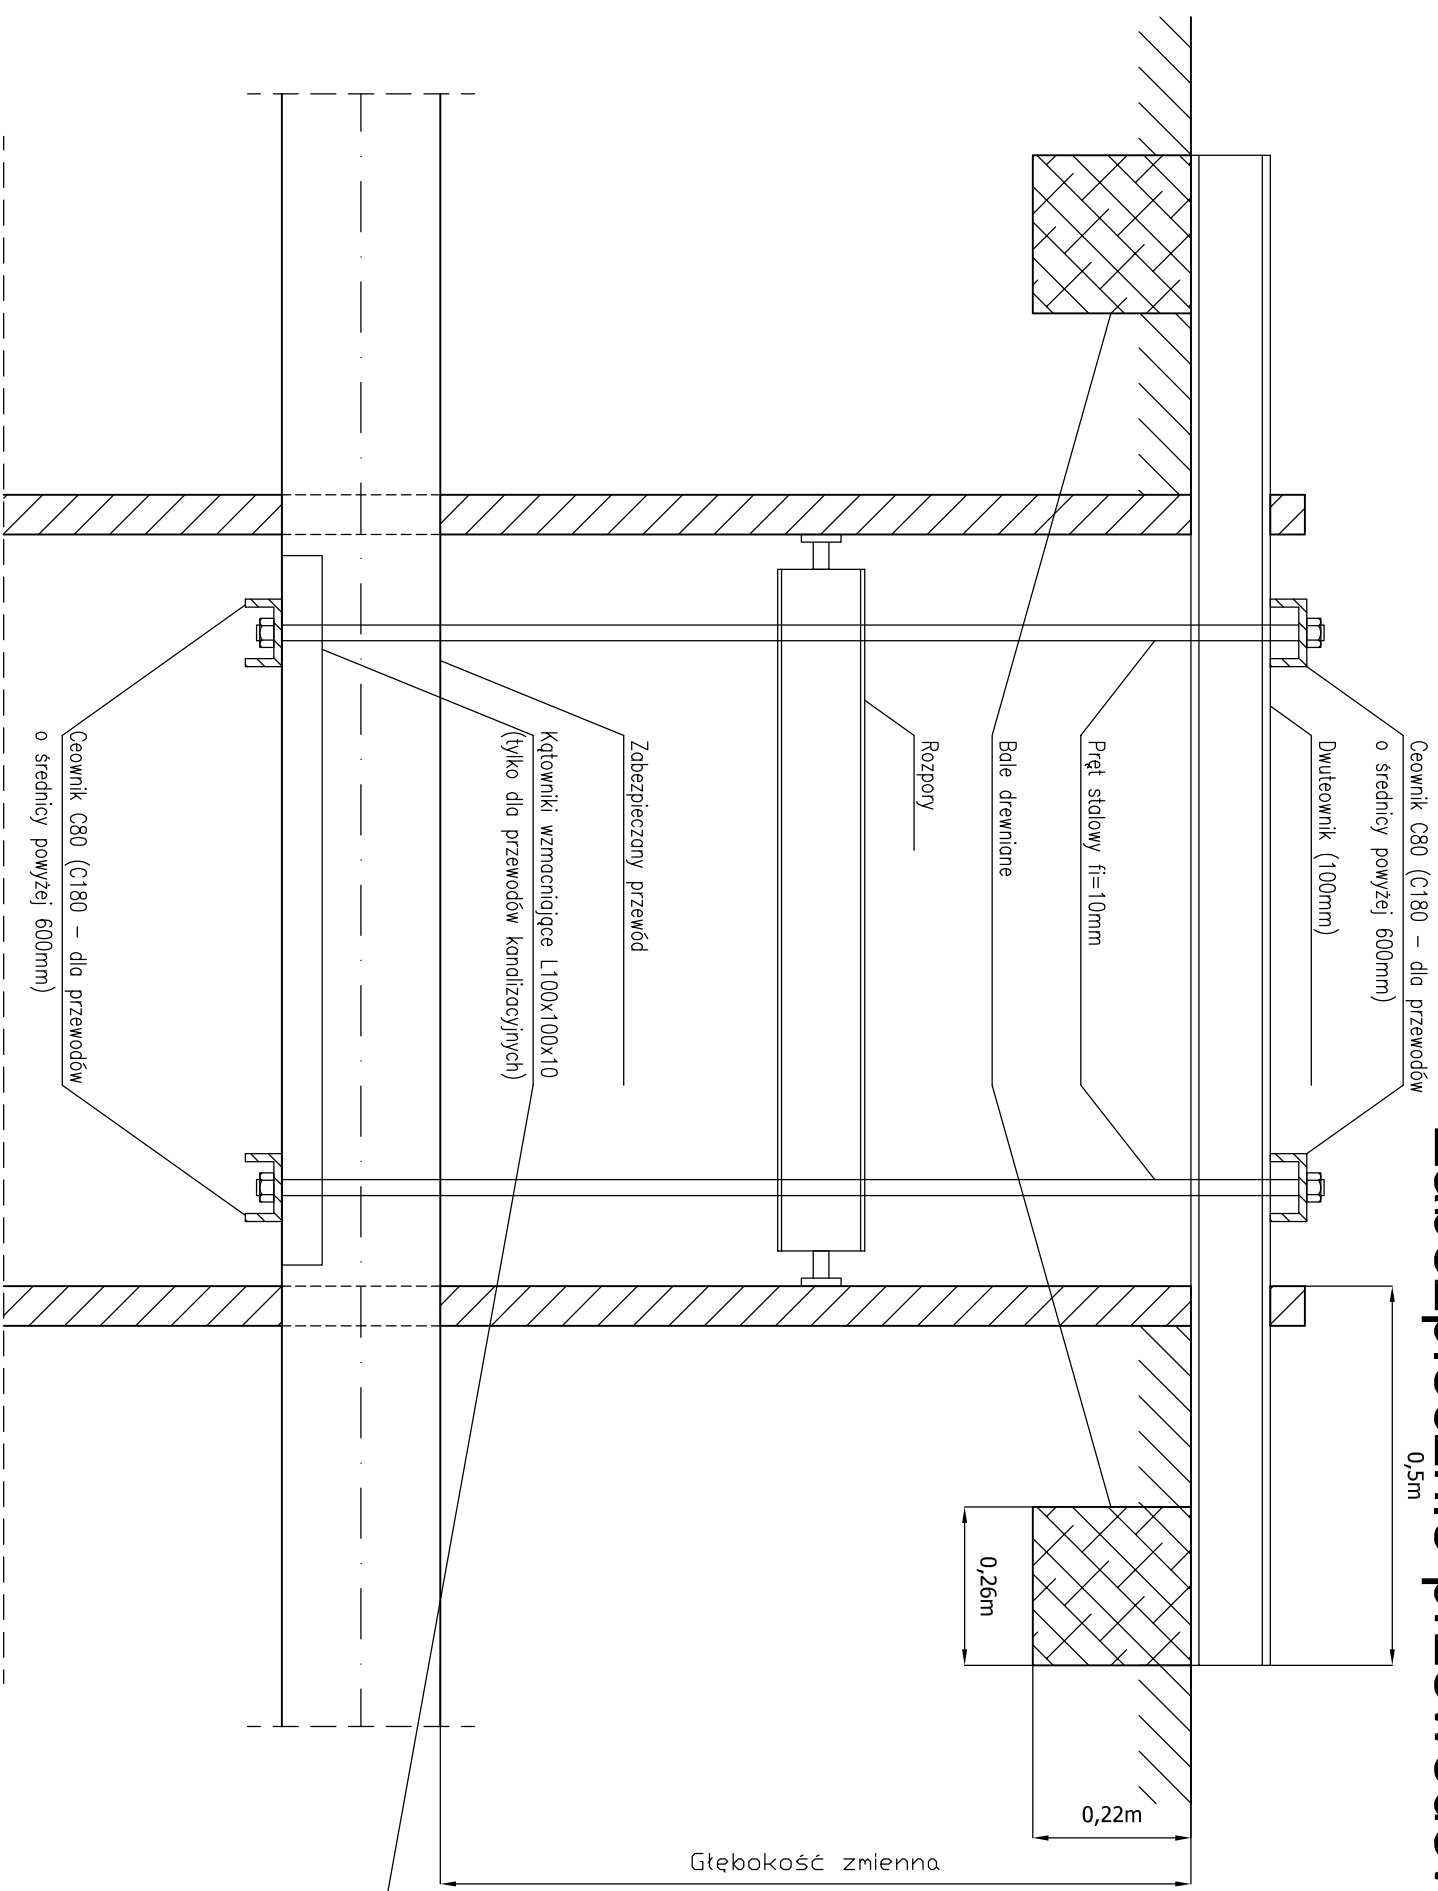 0,5m
Ceownik C80 (C180 – dla przewodów
o średnicy powyżej 600mm)
Dwuteownik (100mm)
Pręt stalowy fi=10mm
Bale drewniane
0,26m
0,22m
Rozpory
Głębokość zmienna
Zabezpieczany przewód
Kątowniki wzmacniające L100x100x10
(tylko dla przewodów kanalizacyjnych)
Ceownik C80 (C180 – dla przewodów
o średnicy powyżej 600mm)